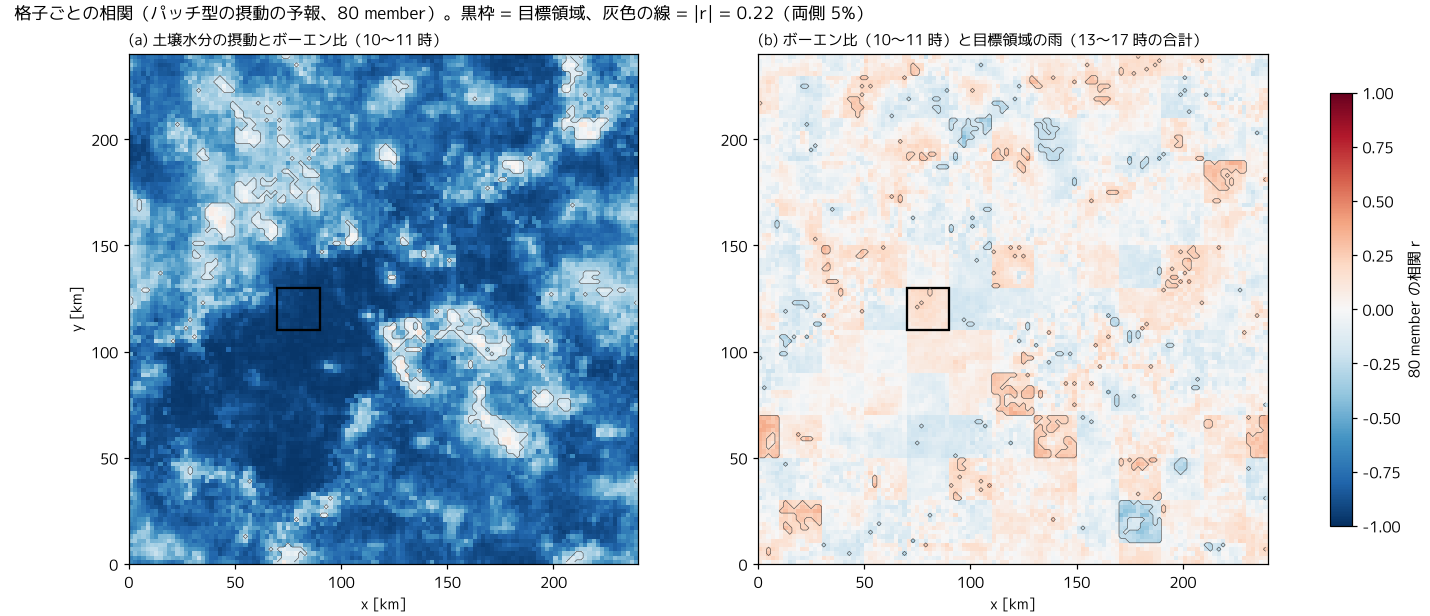 格子ごとの相関（パッチ型の摂動の予報、80 member）。黒枠 = 目標領域、灰色の線 = |r| = 0.22（両側 5%）
(a) 土壌水分の摂動とボーエン比（10〜11 時）
(b) ボーエン比（10〜11 時）と目標領域の雨（13〜17 時の合計）
y [km]
200
150
100
50
0
0 50 100 150 200
x [km]
200
150
100
50
0
0 50 100 150 200
x [km]
1.00
0.75
0.50
0.25
0.00
-0.25
-0.50
-0.75
-1.00
80 member の相関 r